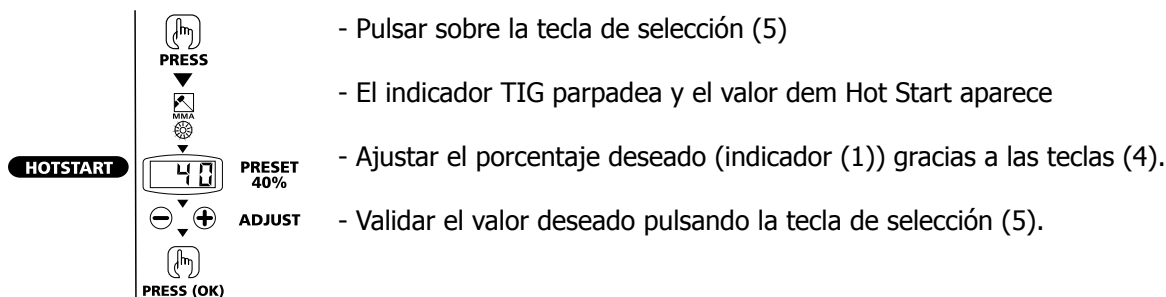 - Pulsar sobre la tecla de selección (5)
PRESS
- El indicador TIG parpadea y el valor dem Hot Start aparece
MMA
- Ajustar el porcentaje deseado (indicador (1)) gracias a las teclas (4).
HOTSTART
40
PRESET
40%
- Validar el valor deseado pulsando la tecla de selección (5).
ADJUST
PRESS (OK)